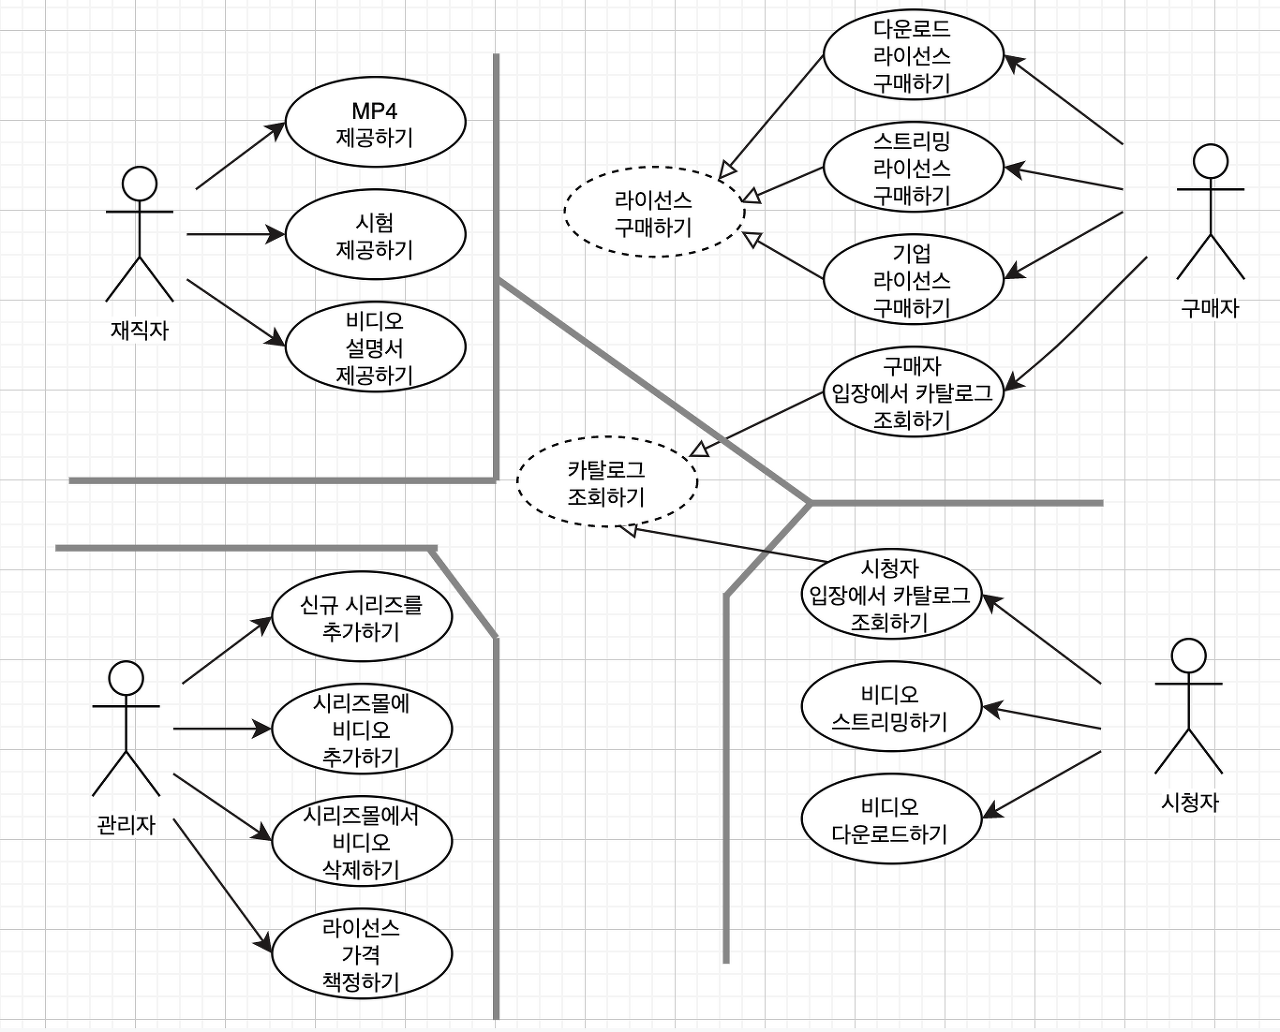 MP4
제공하기
시험
제공하기
비디오
설명서
제공하기
재직자
다운로드
라이선스
구매하기
스트리밍
라이선스
구매하기
기업
라이선스
구매하기
구매자
입장에서 카탈로그
조회하기
라이선스
구매하기
구매자
카탈로그
조회하기
신규 시리즈를
추가하기
시리즈몰에
비디오
추가하기
시리즈몰에서
비디오
삭제하기
라이선스
가격
책정하기
관리자
시청자
입장에서 카탈로그
조회하기
비디오
스트리밍하기
비디오
다운로드하기
시청자